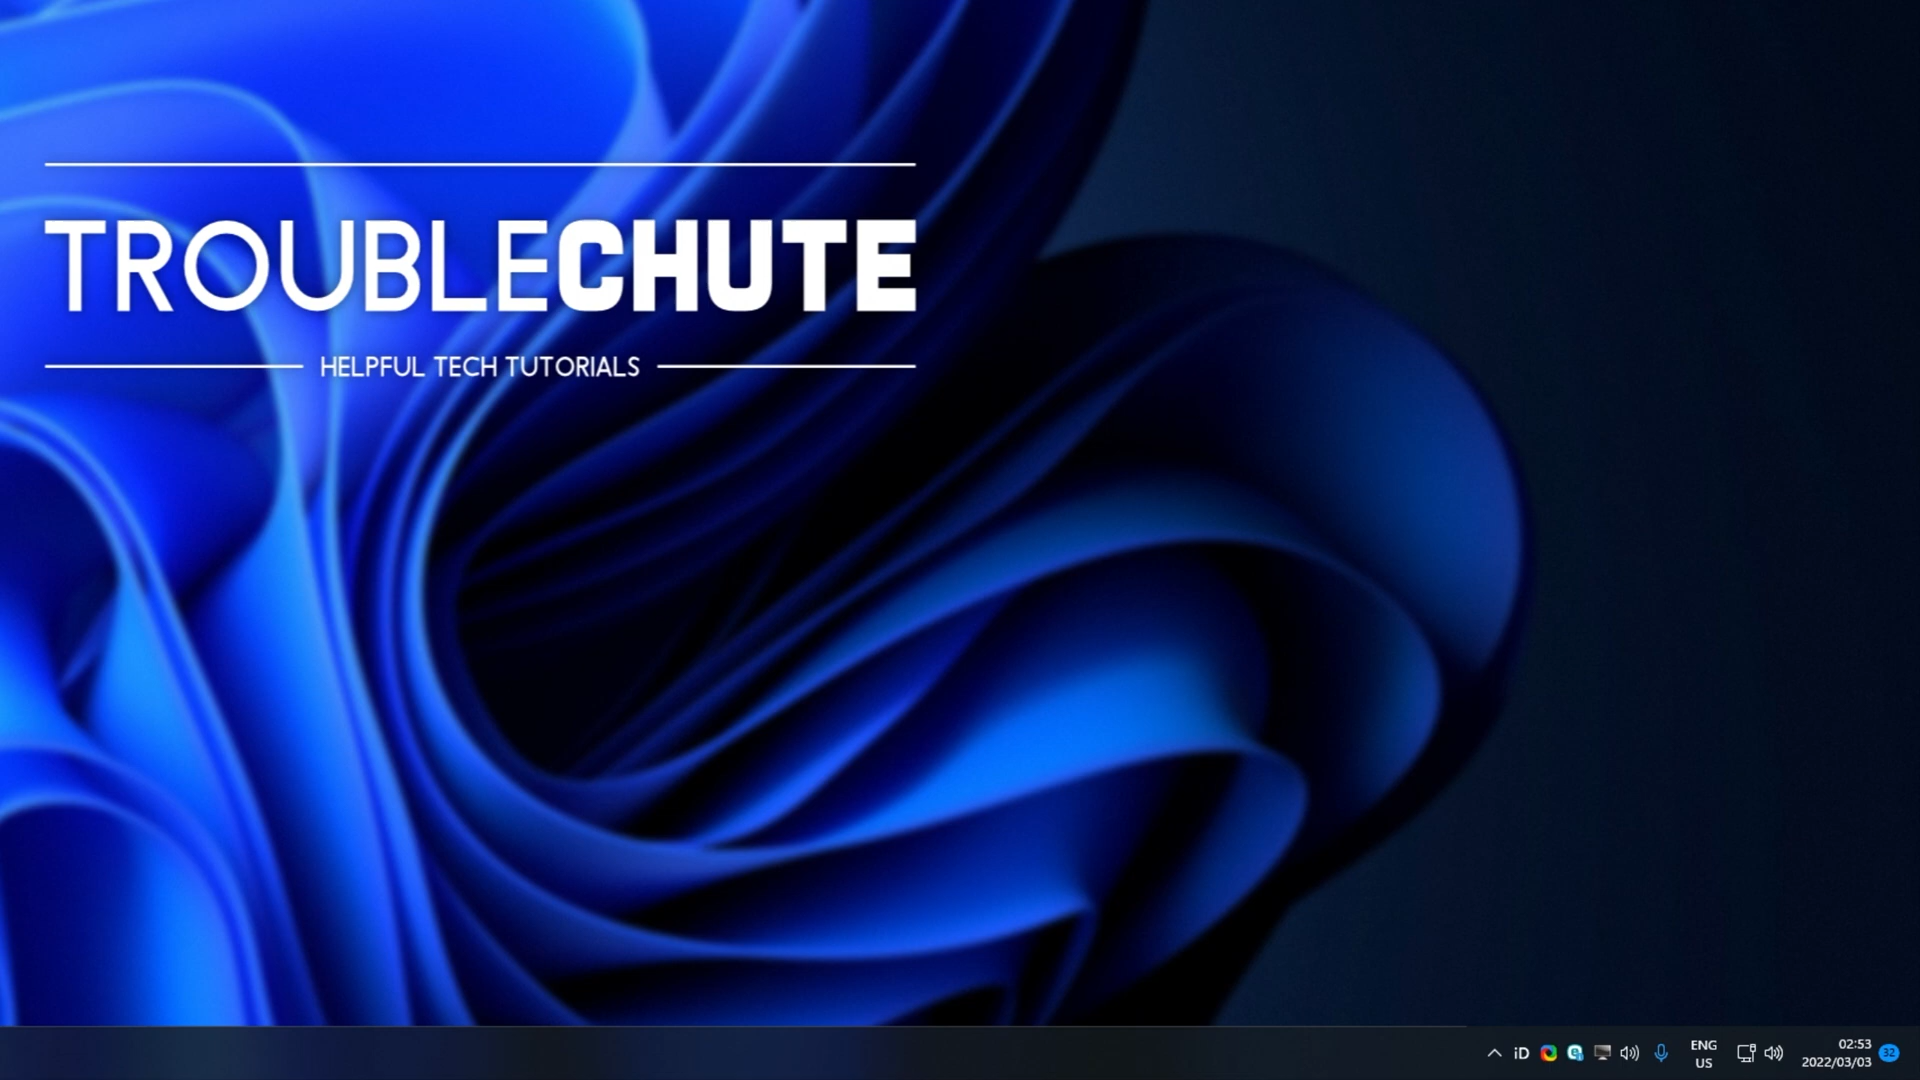 TROUBLECHUTE
HELPFUL TECH TUTORIALS
iD
ENG
US
02:53
2022/03/03
32